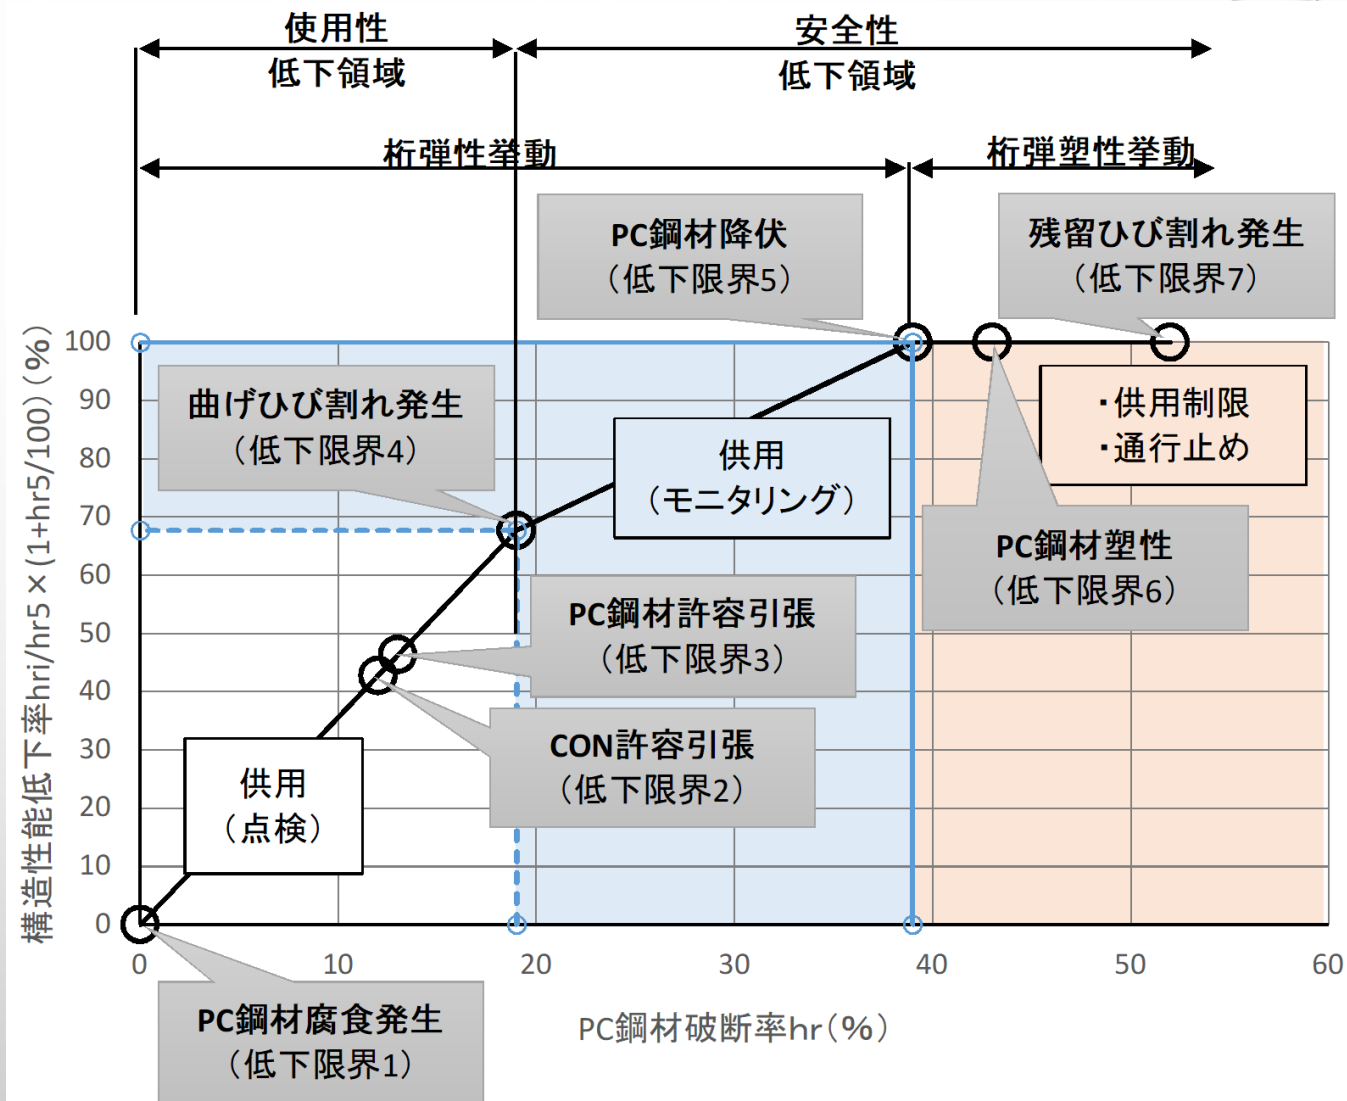 使用性
低下領域
安全性
低下領域
桁弾性挙動
桁弾塑性挙動
PC鋼材降伏
（低下限界5）
残留ひび割れ発生
（低下限界7）
曲げひび割れ発生
（低下限界4）
供用
（モニタリング）
・供用制限
・通行止め
PC鋼材塑性
（低下限界6）
PC鋼材許容引張
（低下限界3）
CON許容引張
（低下限界2）
供用
（点検）
PC鋼材腐食発生
（低下限界1）
構造性能低下率hri/hr5×(1+hr5/100)（%）
100
90
80
70
60
50
40
30
20
10
0
0 10 20 30 40 50 60
PC鋼材破断率hr（%）